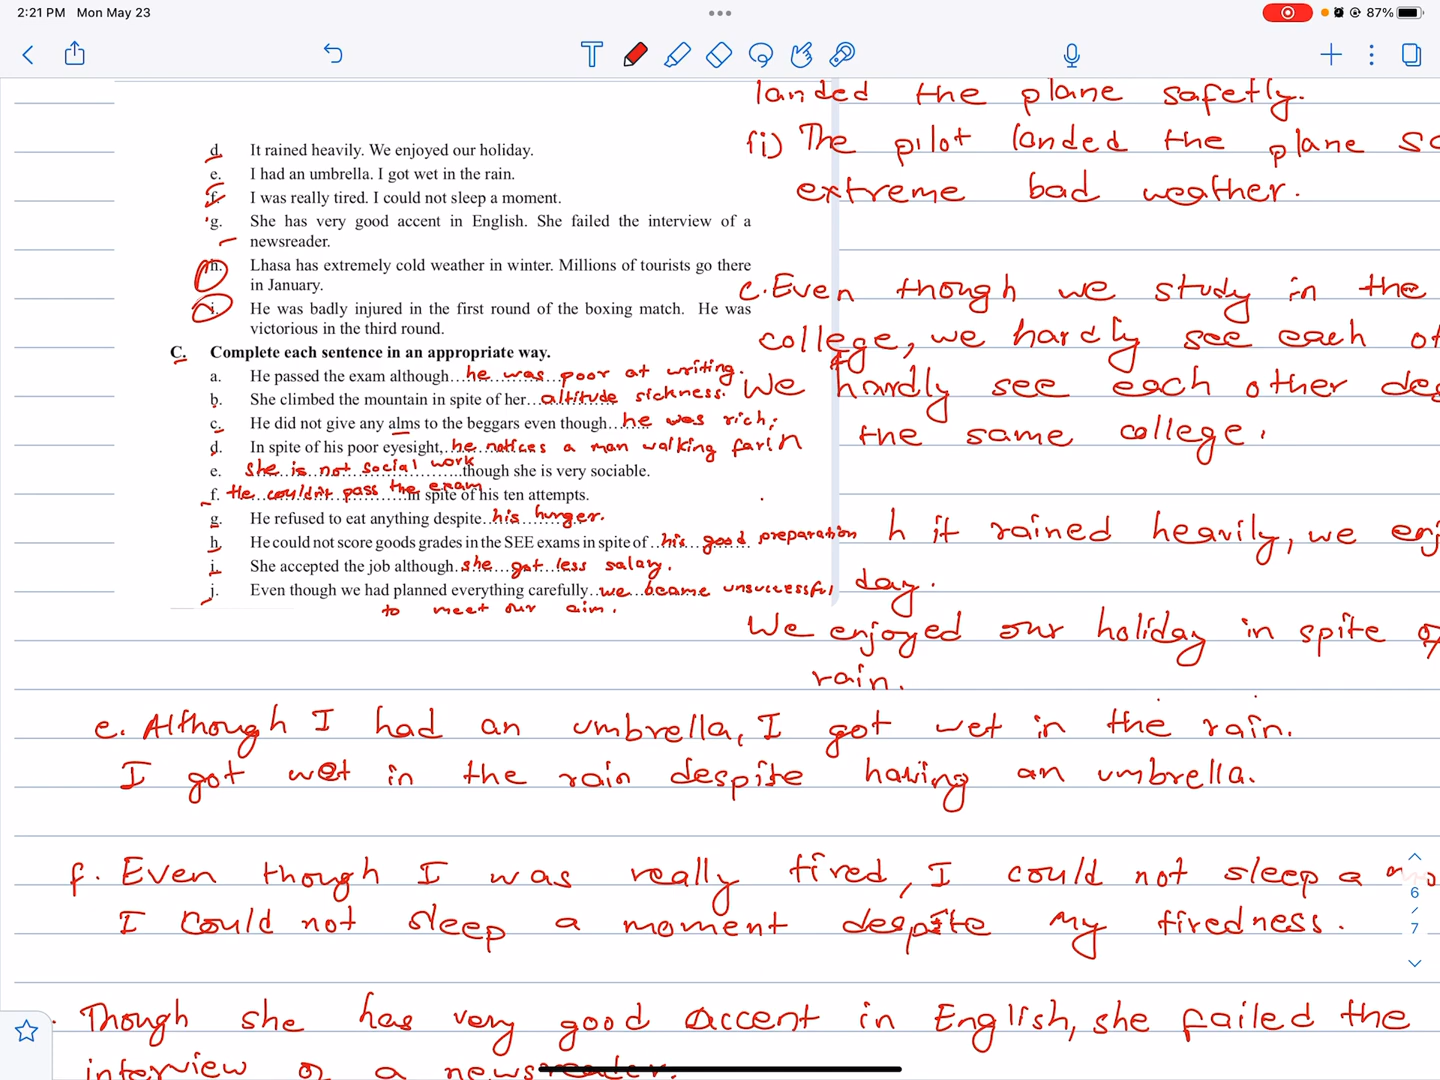 2:21 PM Mon May 23
87%
landed the plane safetly.
(i) The pilot landed the plane
extreme bad weather.
d. It rained heavily. We enjoyed our holiday.
e. I had an umbrella. I got wet in the rain.
f. I was really tired. I could not sleep a moment.
g. She has very good accent in English. She failed the interview of a
newsreader.
h. Lhasa has extremely cold weather in winter. Millions of tourists go there
in January.
i. He was badly injured in the first round of the boxing match. He was
victorious in the third round.
C. Complete each sentence in an appropriate way.
a. He passed the exam although...he was poor at writing.
b. She climbed the mountain in spite of her...altitude sickness.
c. He did not give any alms to the beggars even though...he was rich.
d. In spite of his poor eyesight,..he notices a man walking far in
e. she is not social work...though she is very sociable.
f. He couldn't pass the exam...in spite of his ten attempts.
g. He refused to eat anything despite...his hunger.
h. He could not score goods grades in the SEE exams in spite of...his good preparation
i. She accepted the job although...she got less salary.
j. Even though we had planned everything carefully..we became unsuccessful
to meet our aim.
c. Even though we study in the
college, we hardly see each
We hardly see each other
the same college.
h it rained heavily, we
day.
We enjoyed our holiday in spite
rain.
e. Although I had an umbrella, I got wet in the rain.
I got wet in the rain despite having an umbrella.
f. Even though I was really tired, I could not sleep a
I could not sleep a moment despite my tiredness.
Though she has very good accent in English, she failed the
interview of a newsreader.
6
/
7